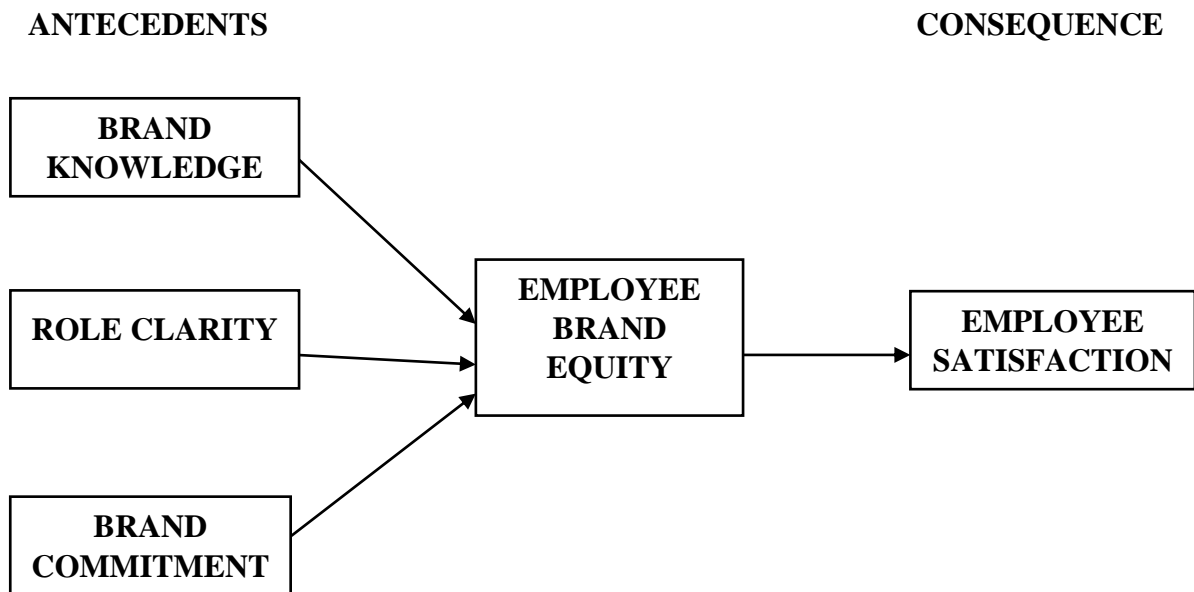 ANTECEDENTS
CONSEQUENCE
BRAND
KNOWLEDGE
ROLE CLARITY
BRAND
COMMITMENT
EMPLOYEE
BRAND
EQUITY
EMPLOYEE
SATISFACTION